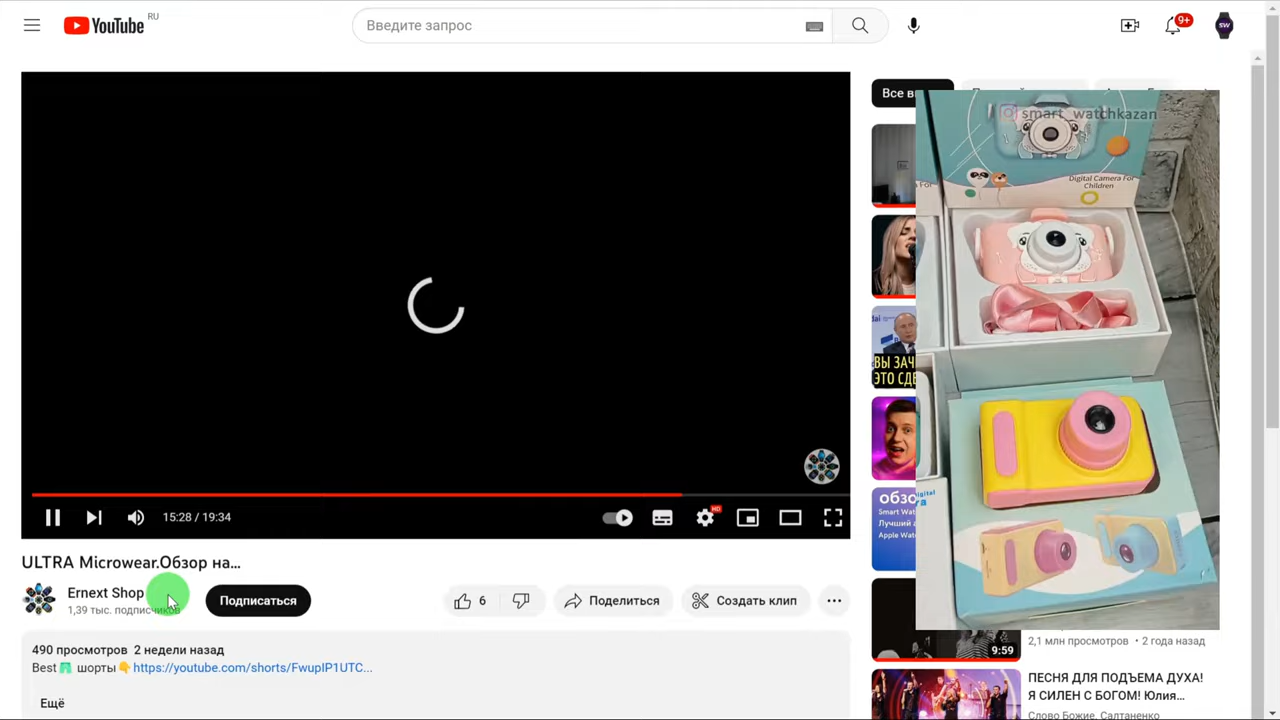 YouTube
RU
Введите запрос
9+
SW
Все в
smart_watchkazan
Digital Camera For
Children
ВЫ ЗАЧ
ЭТО СДЕ
обзо
Smart Wat
Лучший а
Apple Watc
15:28 / 19:34
HD
ULTRA Microwear.Обзор на...
Ernext Shop
1,39 тыс. подписчиков
Подписаться
6
Поделиться
Создать клип
490 просмотров 2 недели назад
Best шорты https://youtube.com/shorts/FwupIP1UTC...
Ещё
2,1 млн просмотров • 2 года назад
9:59
ПЕСНЯ ДЛЯ ПОДЪЕМА ДУХА!
Я СИЛЕН С БОГОМ! Юлия...
Слово Божие, Салтаненко